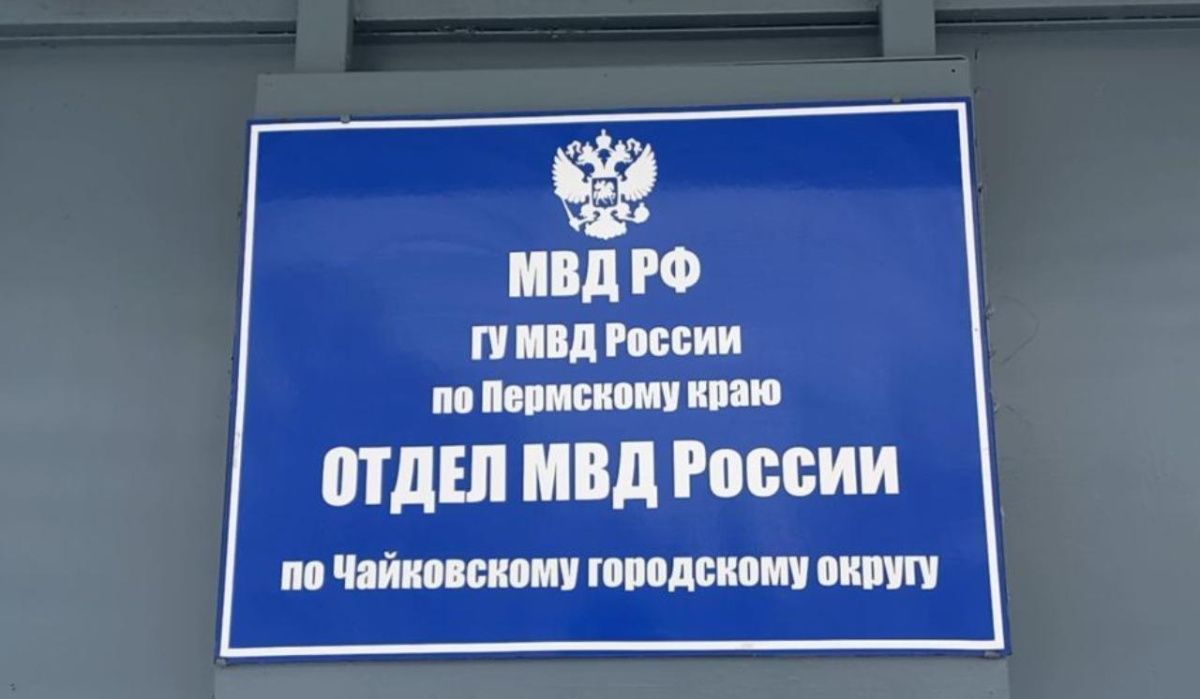 МВД РФ
ГУ МВД России
по Пермскому краю
ОТДЕЛ МВД России
по Чайковскому городскому округу